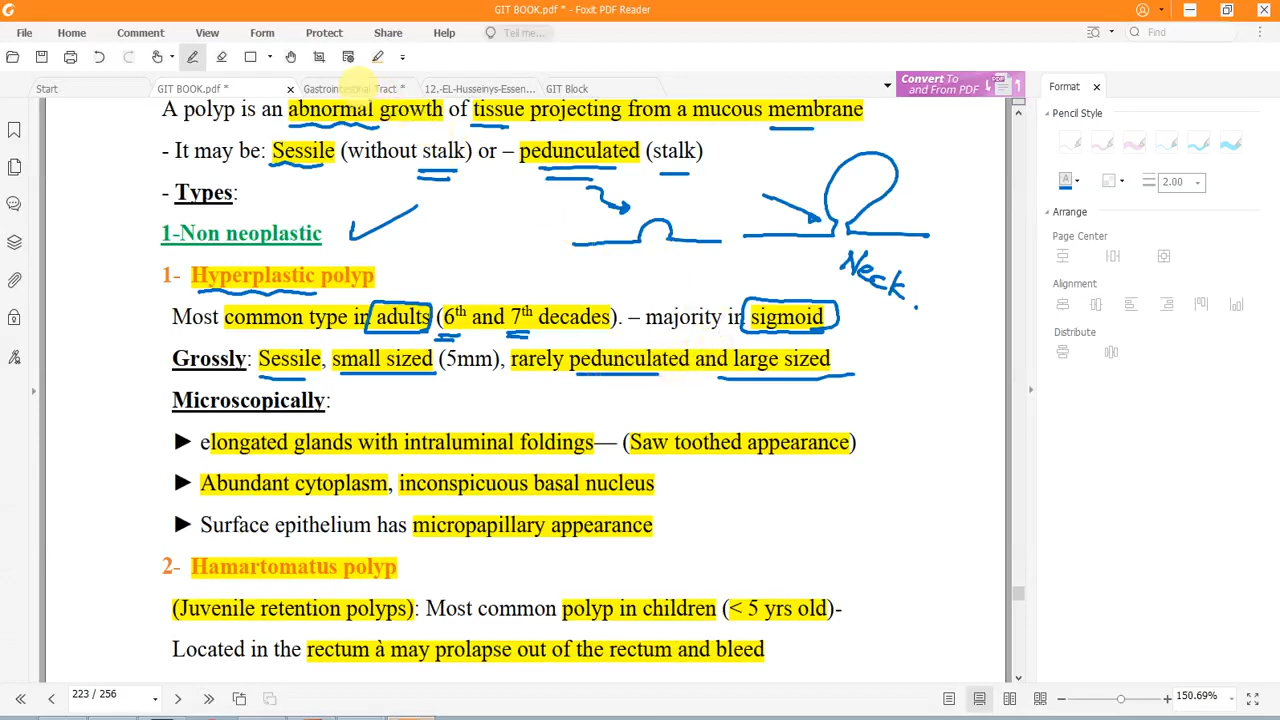 GIT BOOK.pdf * - Foxit PDF Reader
File Home Comment View Form Protect Share Help Tell me... Find
Start GIT BOOK.pdf * Gastrointestinal Tract * 12.-EL-Husseinys-Essen... GIT Block Convert To and From PDF
Format
Pencil Style
2.00
Arrange
Page Center
Alignment
Distribute
A polyp is an abnormal growth of tissue projecting from a mucous membrane
- It may be: Sessile (without stalk) or – pedunculated (stalk)
- Types:
1-Non neoplastic
Neck
1- Hyperplastic polyp
Most common type in adults (6th and 7th decades). – majority in sigmoid
Grossly: Sessile, small sized (5mm), rarely pedunculated and large sized
Microscopically:
► elongated glands with intraluminal foldings— (Saw toothed appearance)
► Abundant cytoplasm, inconspicuous basal nucleus
► Surface epithelium has micropapillary appearance
2- Hamartomatus polyp
(Juvenile retention polyps): Most common polyp in children (< 5 yrs old)-
Located in the rectum à may prolapse out of the rectum and bleed
223 / 256
150.69%